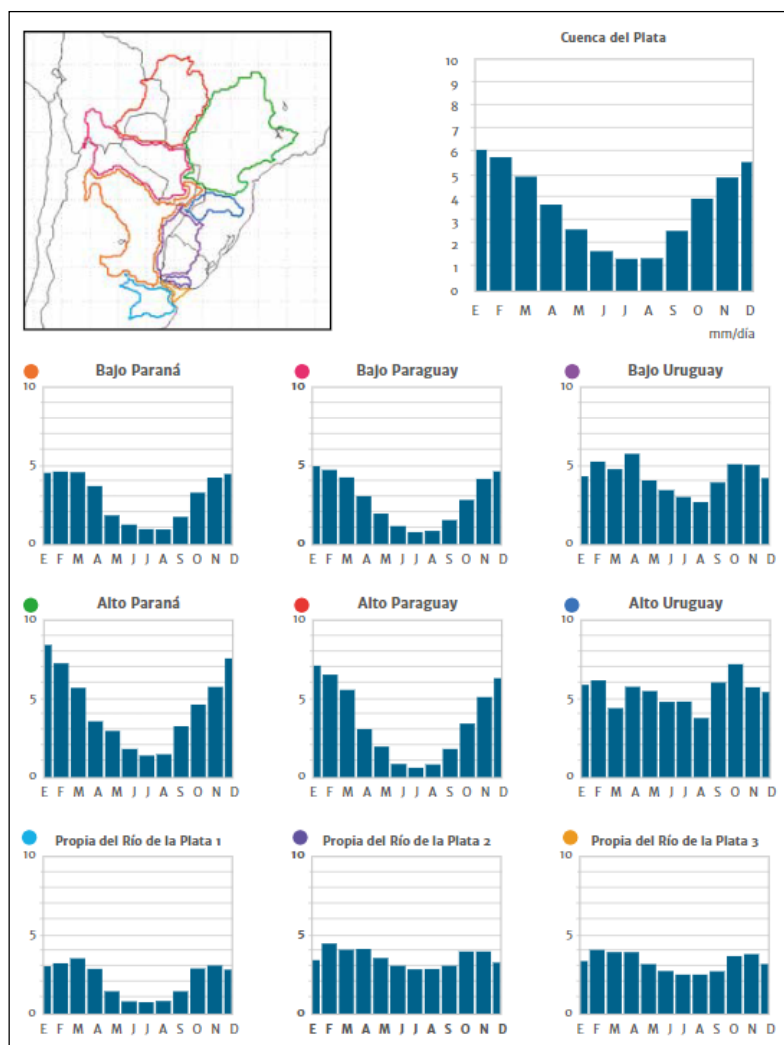 Cuenca del Plata
10
9
8
7
6
5
4
3
2
1
0
E F M A M J J A S O N D
mm/día
Bajo Paraná
10
5
0
E F M A M J J A S O N D
Bajo Paraguay
10
5
0
E F M A M J J A S O N D
Bajo Uruguay
10
5
0
E F M A M J J A S O N D
Alto Paraná
10
5
0
E F M A M J J A S O N D
Alto Paraguay
10
5
0
E F M A M J J A S O N D
Alto Uruguay
10
5
0
E F M A M J J A S O N D
Propia del Río de la Plata 1
10
5
0
E F M A M J J A S O N D
Propia del Río de la Plata 2
10
5
0
E F M A M J J A S O N D
Propia del Río de la Plata 3
10
5
0
E F M A M J J A S O N D